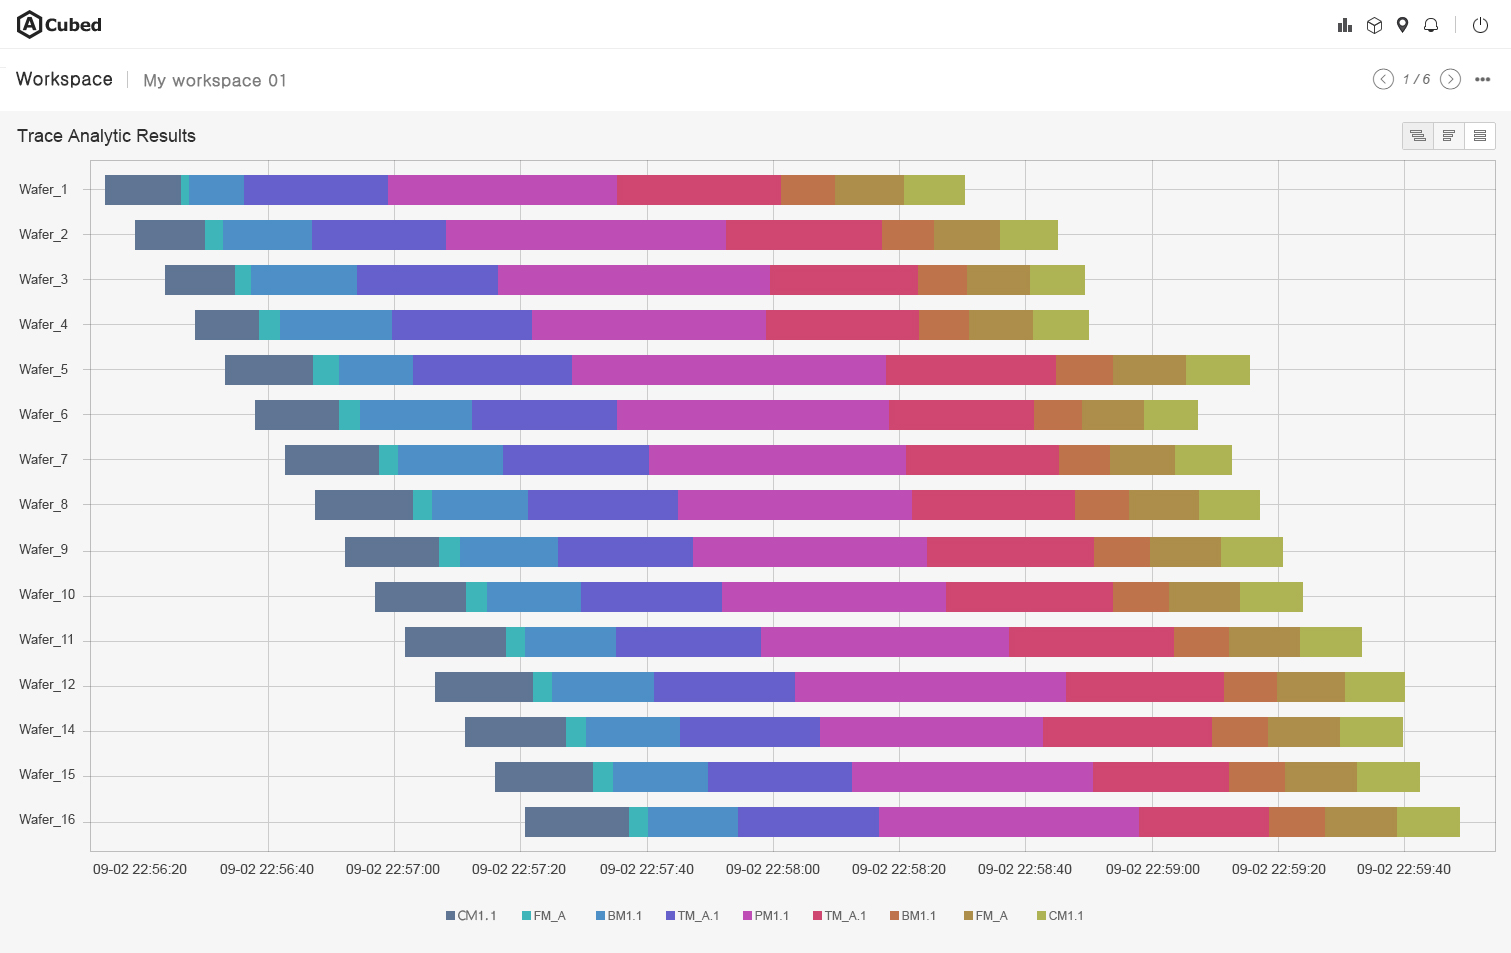 A Cubed
Workspace My workspace 01 1 / 6
Trace Analytic Results
Wafer_1
Wafer_2
Wafer_3
Wafer_4
Wafer_5
Wafer_6
Wafer_7
Wafer_8
Wafer_9
Wafer_10
Wafer_11
Wafer_12
Wafer_14
Wafer_15
Wafer_16
09-02 22:56:20 09-02 22:56:40 09-02 22:57:00 09-02 22:57:20 09-02 22:57:40 09-02 22:58:00 09-02 22:58:20 09-02 22:58:40 09-02 22:59:00 09-02 22:59:20 09-02 22:59:40
CM1.1 FM_A BM1.1 TM_A.1 PM1.1 TM_A.1 BM1.1 FM_A CM1.1